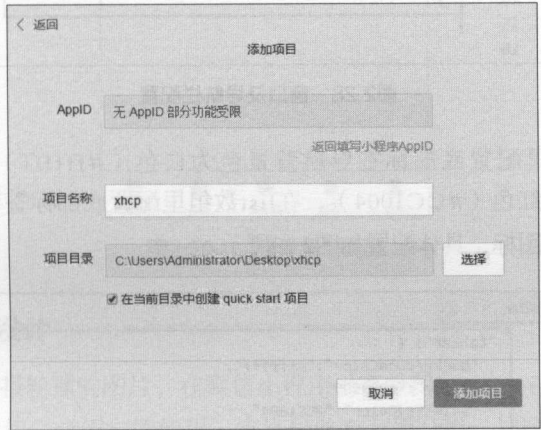 返回
添加项目
AppID 无 AppID 部分功能受限
返回填写小程序AppID
项目名称 xhcp
项目目录 C:\Users\Administrator\Desktop\xhcp 选择
在当前目录中创建 quick start 项目
取消 添加项目